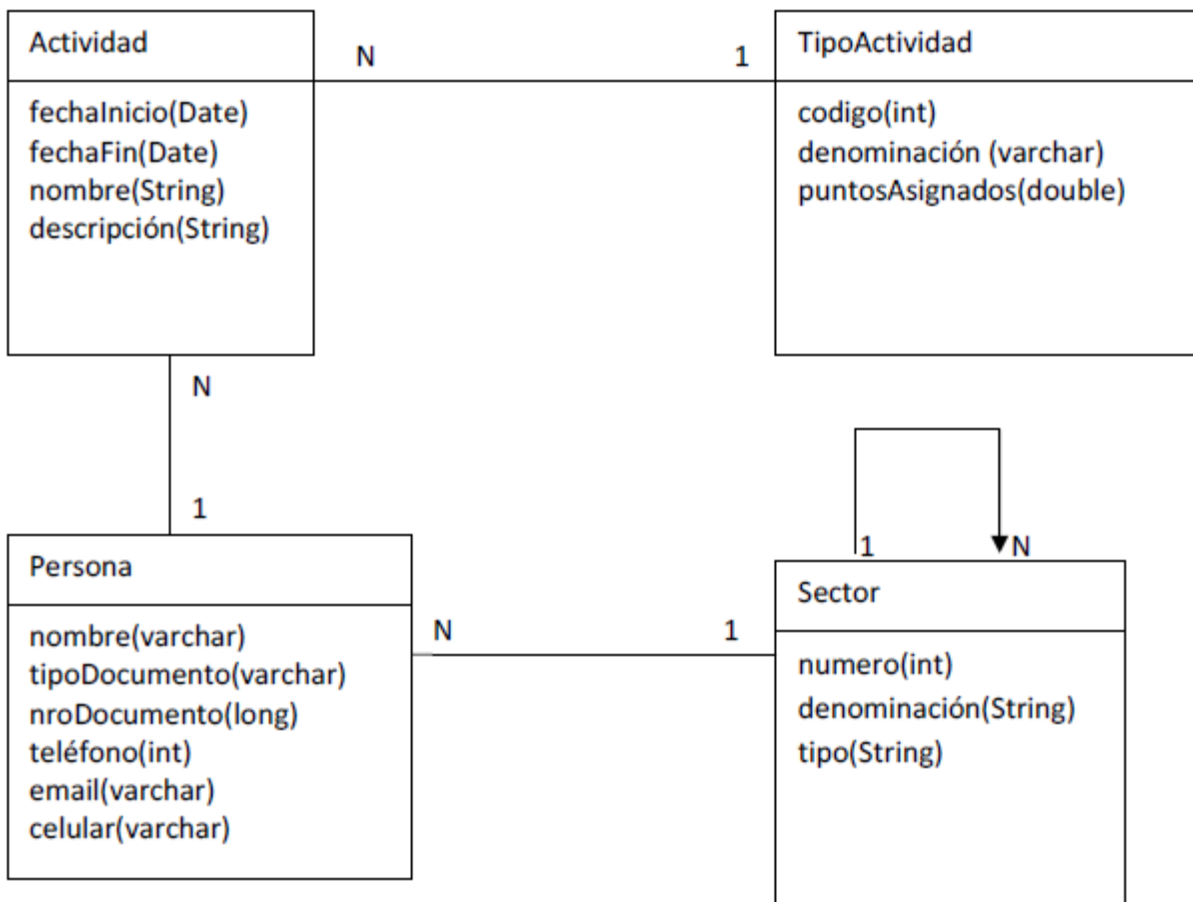 Actividad
fechaInicio(Date)
fechaFin(Date)
nombre(String)
descripción(String)
N
1
TipoActividad
codigo(int)
denominación (varchar)
puntosAsignados(double)
N
1
Persona
nombre(varchar)
tipoDocumento(varchar)
nroDocumento(long)
teléfono(int)
email(varchar)
celular(varchar)
N
1
1
N
Sector
numero(int)
denominación(String)
tipo(String)